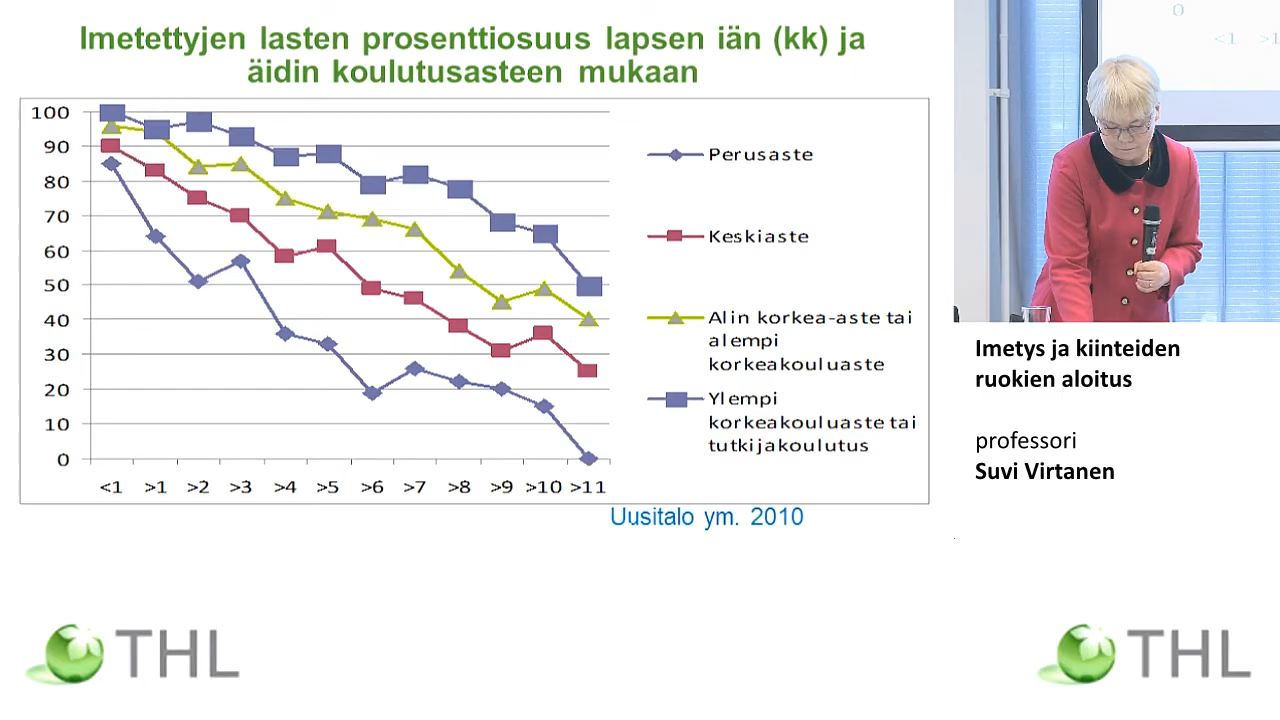 Imetettyjen lasten prosenttiosuus lapsen iän (kk) ja
äidin koulutusasteen mukaan
100
90
80
70
60
50
40
30
20
10
0
<1 >1 >2 >3 >4 >5 >6 >7 >8 >9 >10 >11
Perusaste
Keskiaste
Alin korkea-aste tai
alempi
korkeakouluaste
Ylempi
korkeakouluaste tai
tutkijakoulutus
Uusitalo ym. 2010
0
<1 >1
Imetys ja kiinteiden
ruokien aloitus
professori
Suvi Virtanen
THL
THL